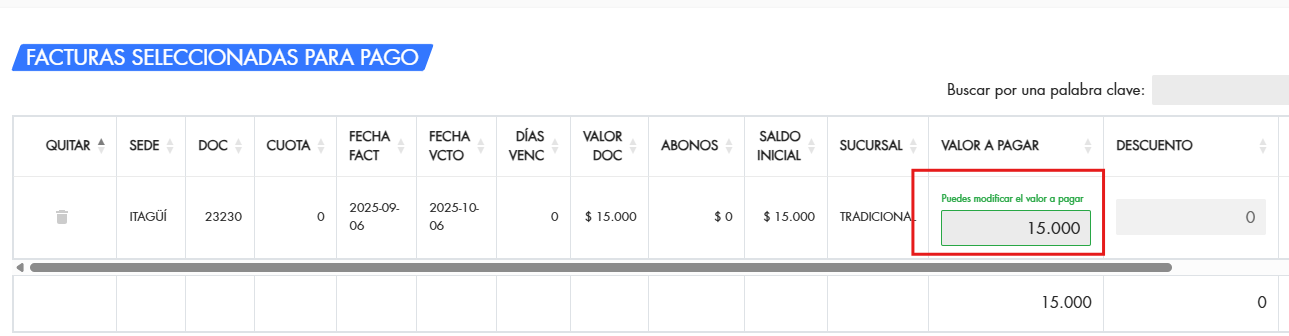 FACTURAS SELECCIONADAS PARA PAGO
Buscar por una palabra clave:
QUITAR SEDE DOC CUOTA FECHA FACT FECHA VCTO DÍAS VENC VALOR DOC ABONOS SALDO INICIAL SUCURSAL VALOR A PAGAR DESCUENTO
Puedes modificar el valor a pagar
ITAGÜÍ 23230 0 2025-09-06 2025-10-06 0 $ 15.000 $ 0 $ 15.000 TRADICIONAL 15.000 0
15.000 0